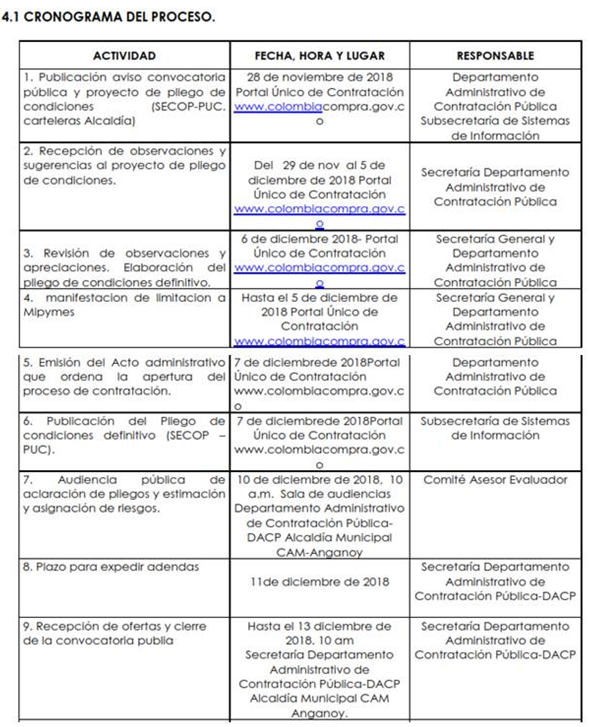 4.1 CRONOGRAMA DEL PROCESO.
ACTIVIDAD
FECHA, HORA Y LUGAR
RESPONSABLE
1. Publicación aviso convocatoria
pública y proyecto de pliego de
condiciones (SECOP-PUC.
carteleras Alcaldía)
28 de noviembre de 2018
Portal Único de Contratación
www.colombiacompra.gov.c
o
Departamento
Administrativo de
Contratación Pública
Subsecretaría de Sistemas
de Información
2. Recepción de observaciones y
sugerencias al proyecto de pliego
de condiciones.
Del 29 de nov al 5 de
diciembre de 2018 Portal
Único de Contratación
www.colombiacompra.gov.c
o
Secretaría Departamento
Administrativo de
Contratación Pública
3. Revisión de observaciones y
apreciaciones. Elaboración del
pliego de condiciones definitivo.
6 de diciembre 2018- Portal
Único de Contratación
www.colombiacompra.gov.c
o
Secretaría General y
Departamento
Administrativo de
Contratación Pública
4. manifestacion de limitacion a
Mipymes
Hasta el 5 de diciembre de
2018 Portal Único de
Contratación
www.colombiacompra.gov.c
Secretaría General y
Departamento
Administrativo de
Contratación Pública
5. Emisión del Acto administrativo
que ordena la apertura del
proceso de contratación.
7 de diciembrede 2018Portal
Único de Contratación
www.colombiacompra.gov.c
o
Departamento
Administrativo de
Contratación Pública
6. Publicación del Pliego de
condiciones definitivo (SECOP –
PUC).
7 de diciembrede 2018Portal
Único de Contratación
www.colombiacompra.gov.c
o
Subsecretaría de Sistemas
de Información
7. Audiencia pública de
aclaración de pliegos y estimación
y asignación de riesgos.
10 de diciembre de 2018, 10
a.m. Sala de audiencias
Departamento Administrativo
de Contratación Pública-
DACP Alcaldía Municipal
CAM-Anganoy
Comité Asesor Evaluador
8. Plazo para expedir adendas
11de diciembre de 2018
Secretaría Departamento
Administrativo de
Contratación Pública-DACP
9. Recepción de ofertas y cierre
de la convocatoria publia
Hasta el 13 diciembre de
2018, 10 am
Secretaría Departamento
Administrativo de
Contratación Pública-DACP
Alcaldía Municipal CAM
Anganoy.
Secretaría Departamento
Administrativo de
Contratación Pública-DACP